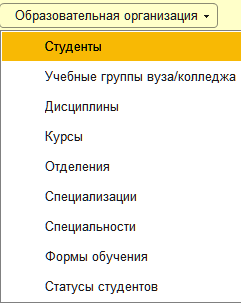 Образовательная организация
Студенты
Учебные группы вуза/колледжа
Дисциплины
Курсы
Отделения
Специализации
Специальности
Формы обучения
Статусы студентов